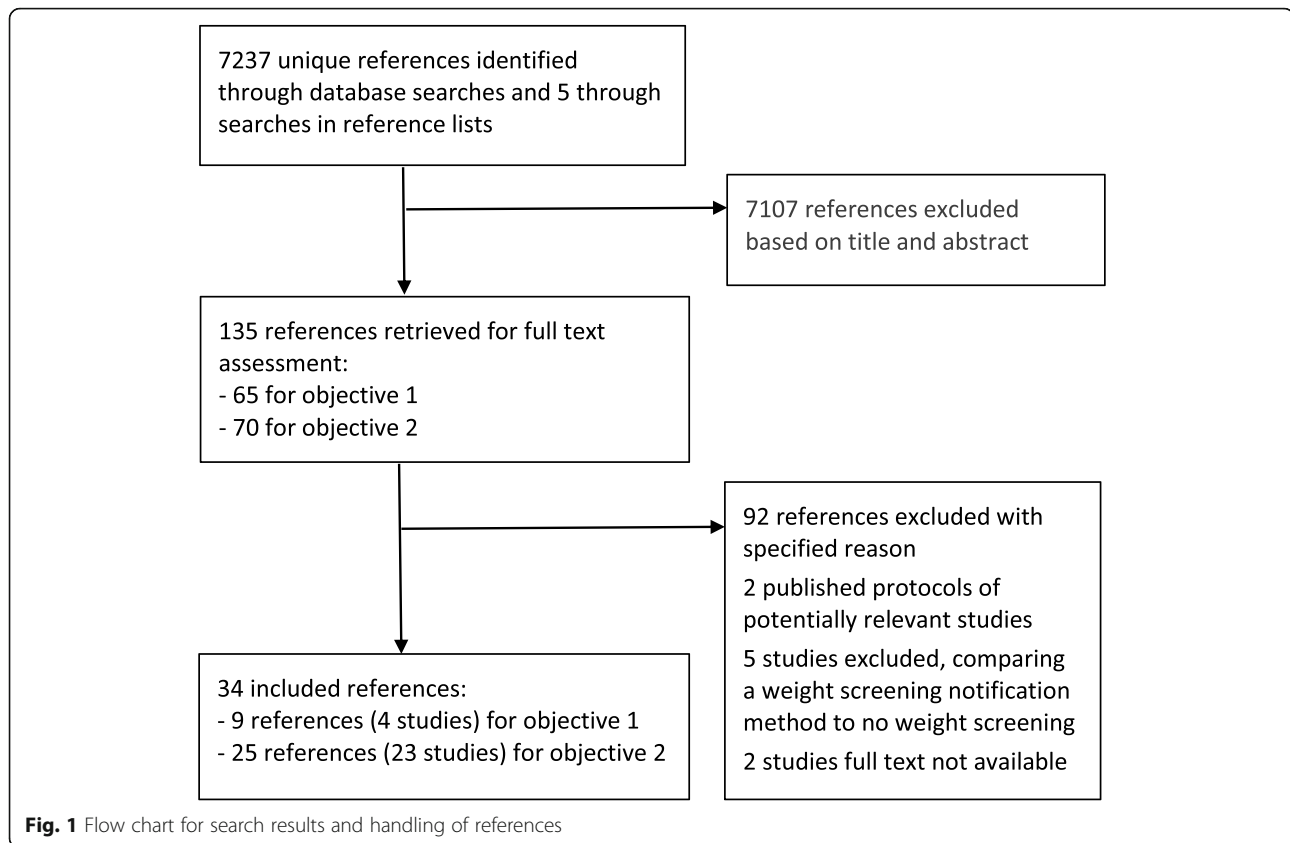 7237 unique references identified
through database searches and 5 through
searches in reference lists
7107 references excluded
based on title and abstract
135 references retrieved for full text
assessment:
- 65 for objective 1
- 70 for objective 2
92 references excluded with
specified reason
2 published protocols of
potentially relevant studies
5 studies excluded, comparing
a weight screening notification
method to no weight screening
2 studies full text not available
34 included references:
- 9 references (4 studies) for objective 1
- 25 references (23 studies) for objective 2
Fig. 1 Flow chart for search results and handling of references